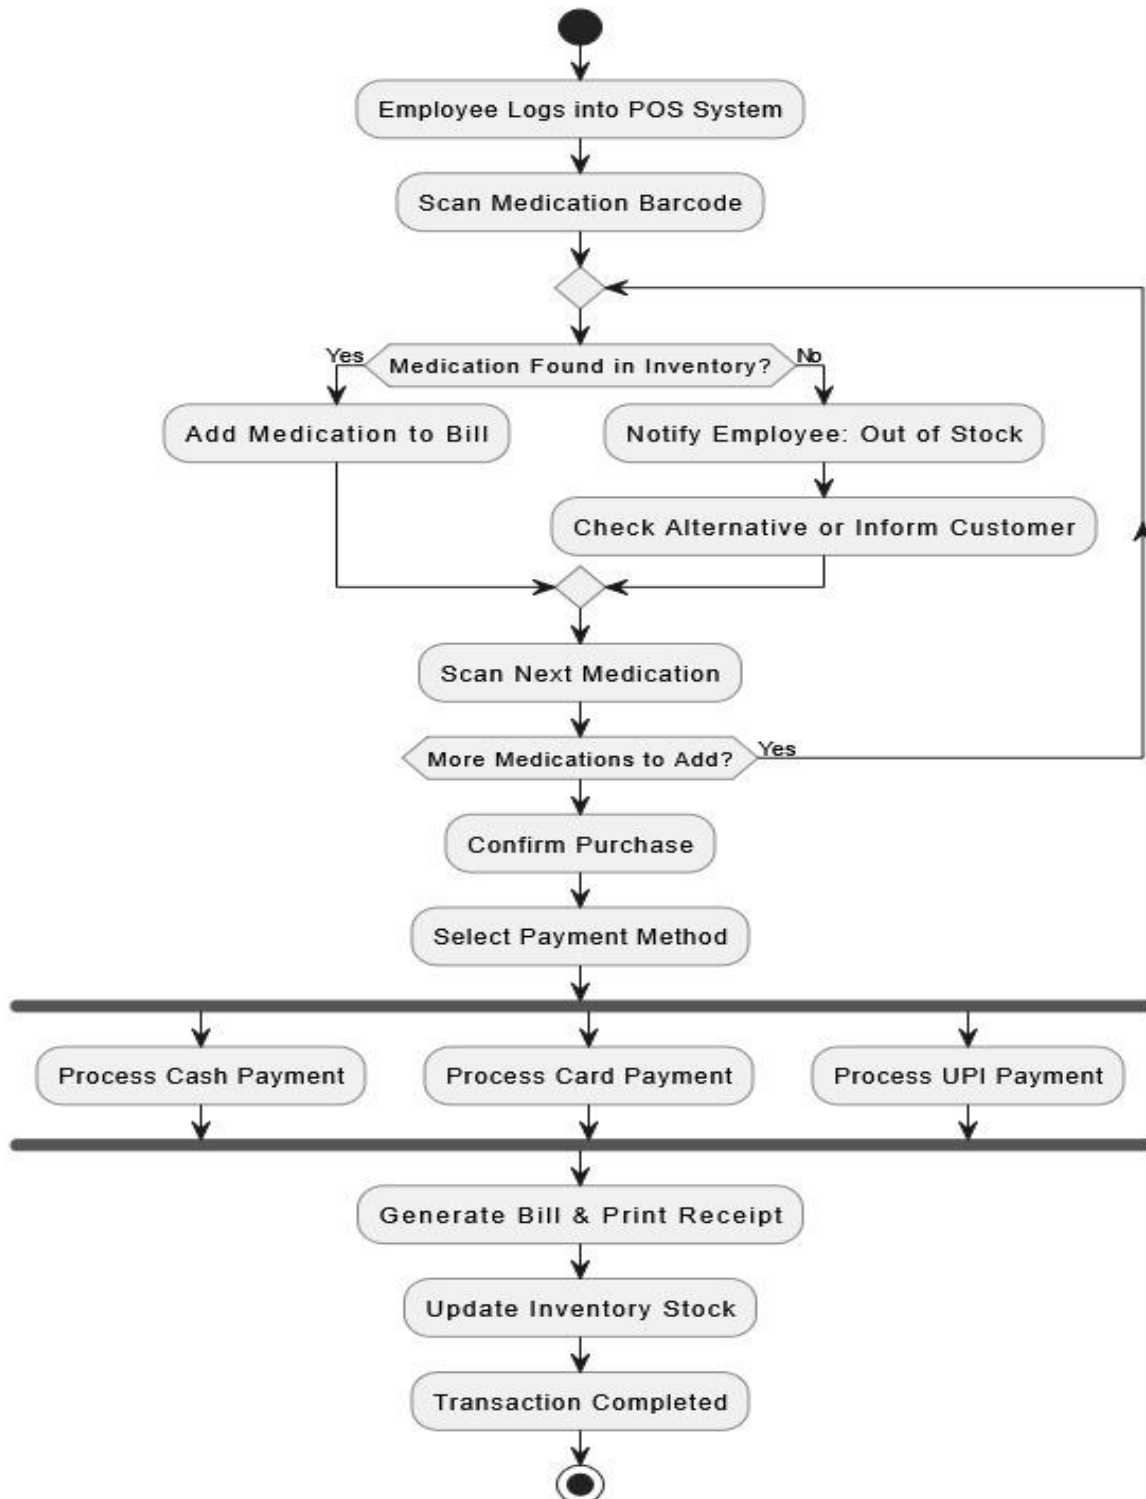 Employee Logs into POS System
Scan Medication Barcode
Yes
Medication Found in Inventory?
No
Add Medication to Bill
Notify Employee: Out of Stock
Check Alternative or Inform Customer
Scan Next Medication
More Medications to Add?
Yes
Confirm Purchase
Select Payment Method
Process Cash Payment
Process Card Payment
Process UPI Payment
Generate Bill & Print Receipt
Update Inventory Stock
Transaction Completed